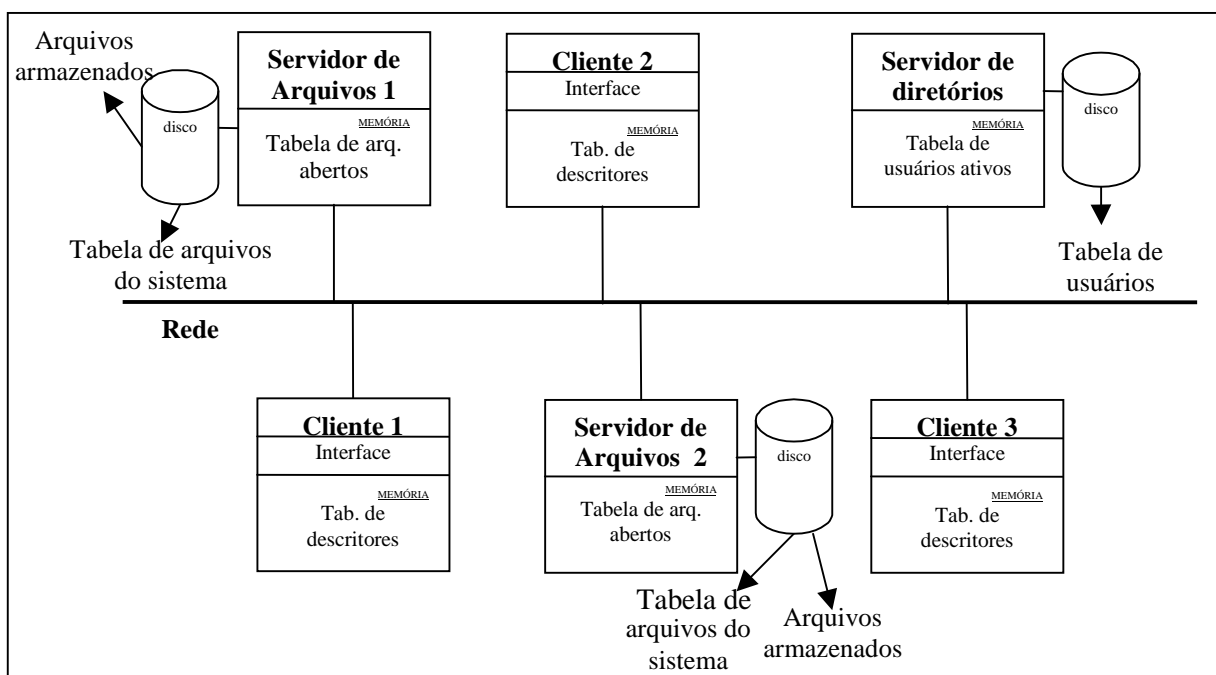 Arquivos
armazenados
disco
Tabela de arquivos
do sistema
Servidor de
Arquivos 1
MEMÓRIA
Tabela de arq.
abertos
Cliente 2
Interface
MEMÓRIA
Tab. de
descritores
Servidor de
diretórios
MEMÓRIA
Tabela de
usuários ativos
disco
Tabela de
usuários
Rede
Cliente 1
Interface
MEMÓRIA
Tab. de
descritores
Servidor de
Arquivos 2
MEMÓRIA
Tabela de arq.
abertos
disco
Tabela de
arquivos do
sistema
Arquivos
armazenados
Cliente 3
Interface
MEMÓRIA
Tab. de
descritores